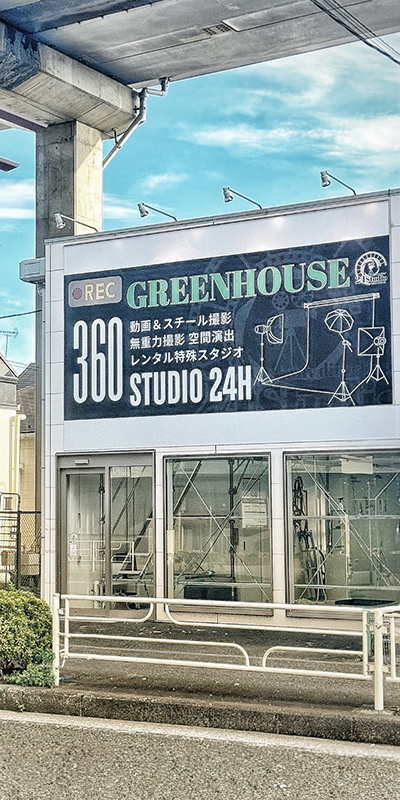 REC GREENHOUSE
360
動画＆スチール撮影
無重力撮影 空間演出
レンタル特殊スタジオ
STUDIO 24H